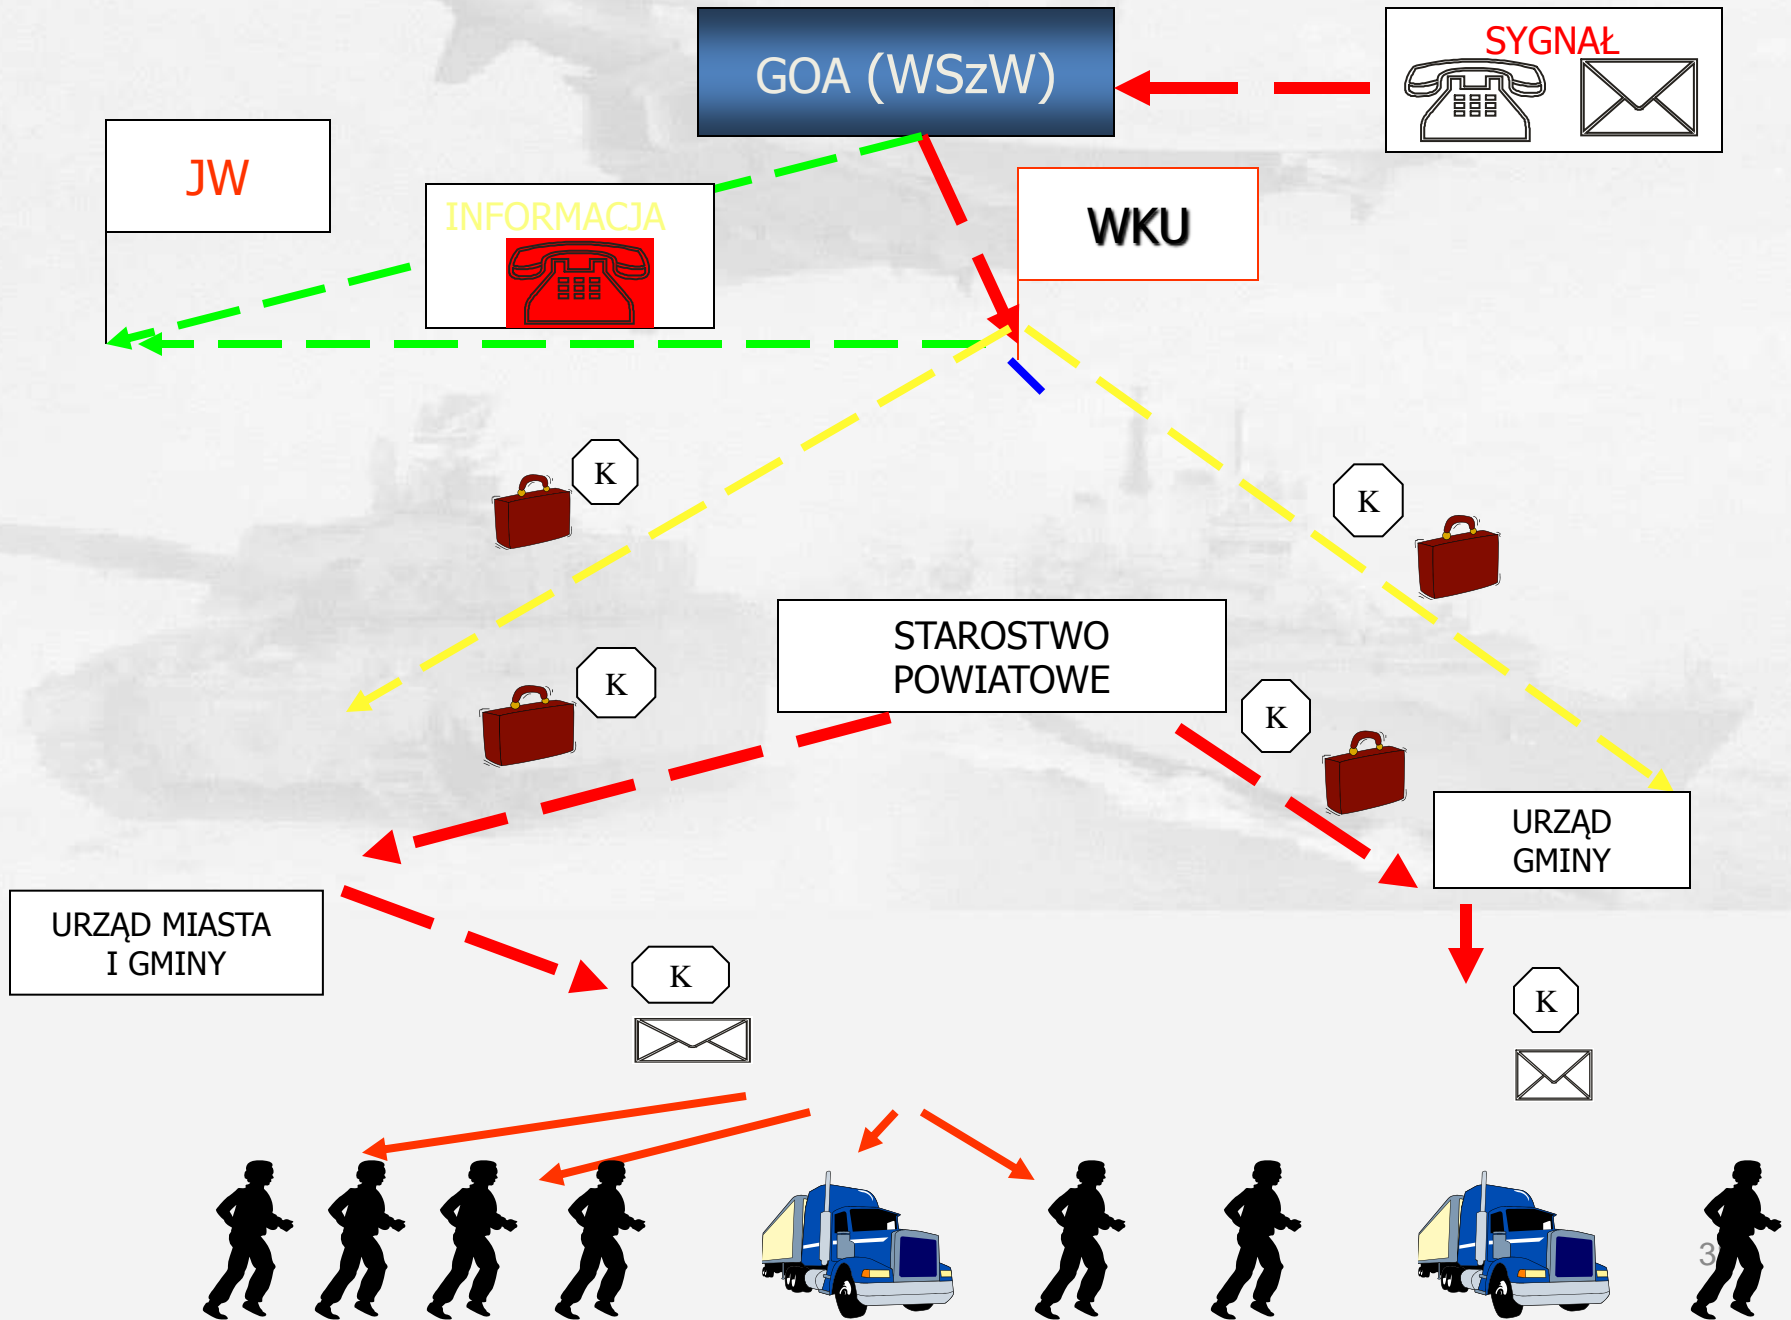 SYGNAŁ
GOA (WSzW)
JW
INFORMACJA
WKU
K
K
STAROSTWO
POWIATOWE
K
K
URZĄD
GMINY
URZĄD MIASTA
I GMINY
K
K
3